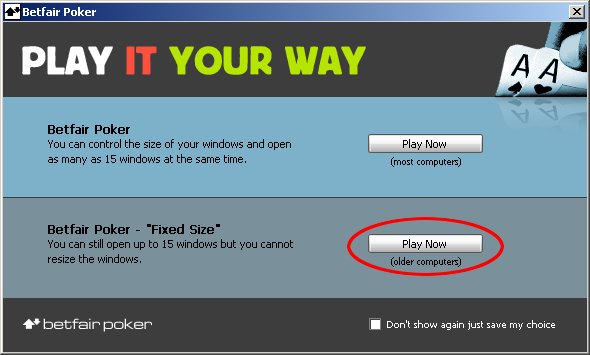 Betfair Poker
PLAY IT YOUR WAY
A A
Betfair Poker
You can control the size of your windows and open
as many as 15 windows at the same time.
Play Now
(most computers)
Betfair Poker - "Fixed Size"
You can still open up to 15 windows but you cannot
resize the windows.
Play Now
(older computers)
betfair poker
Don't show again just save my choice